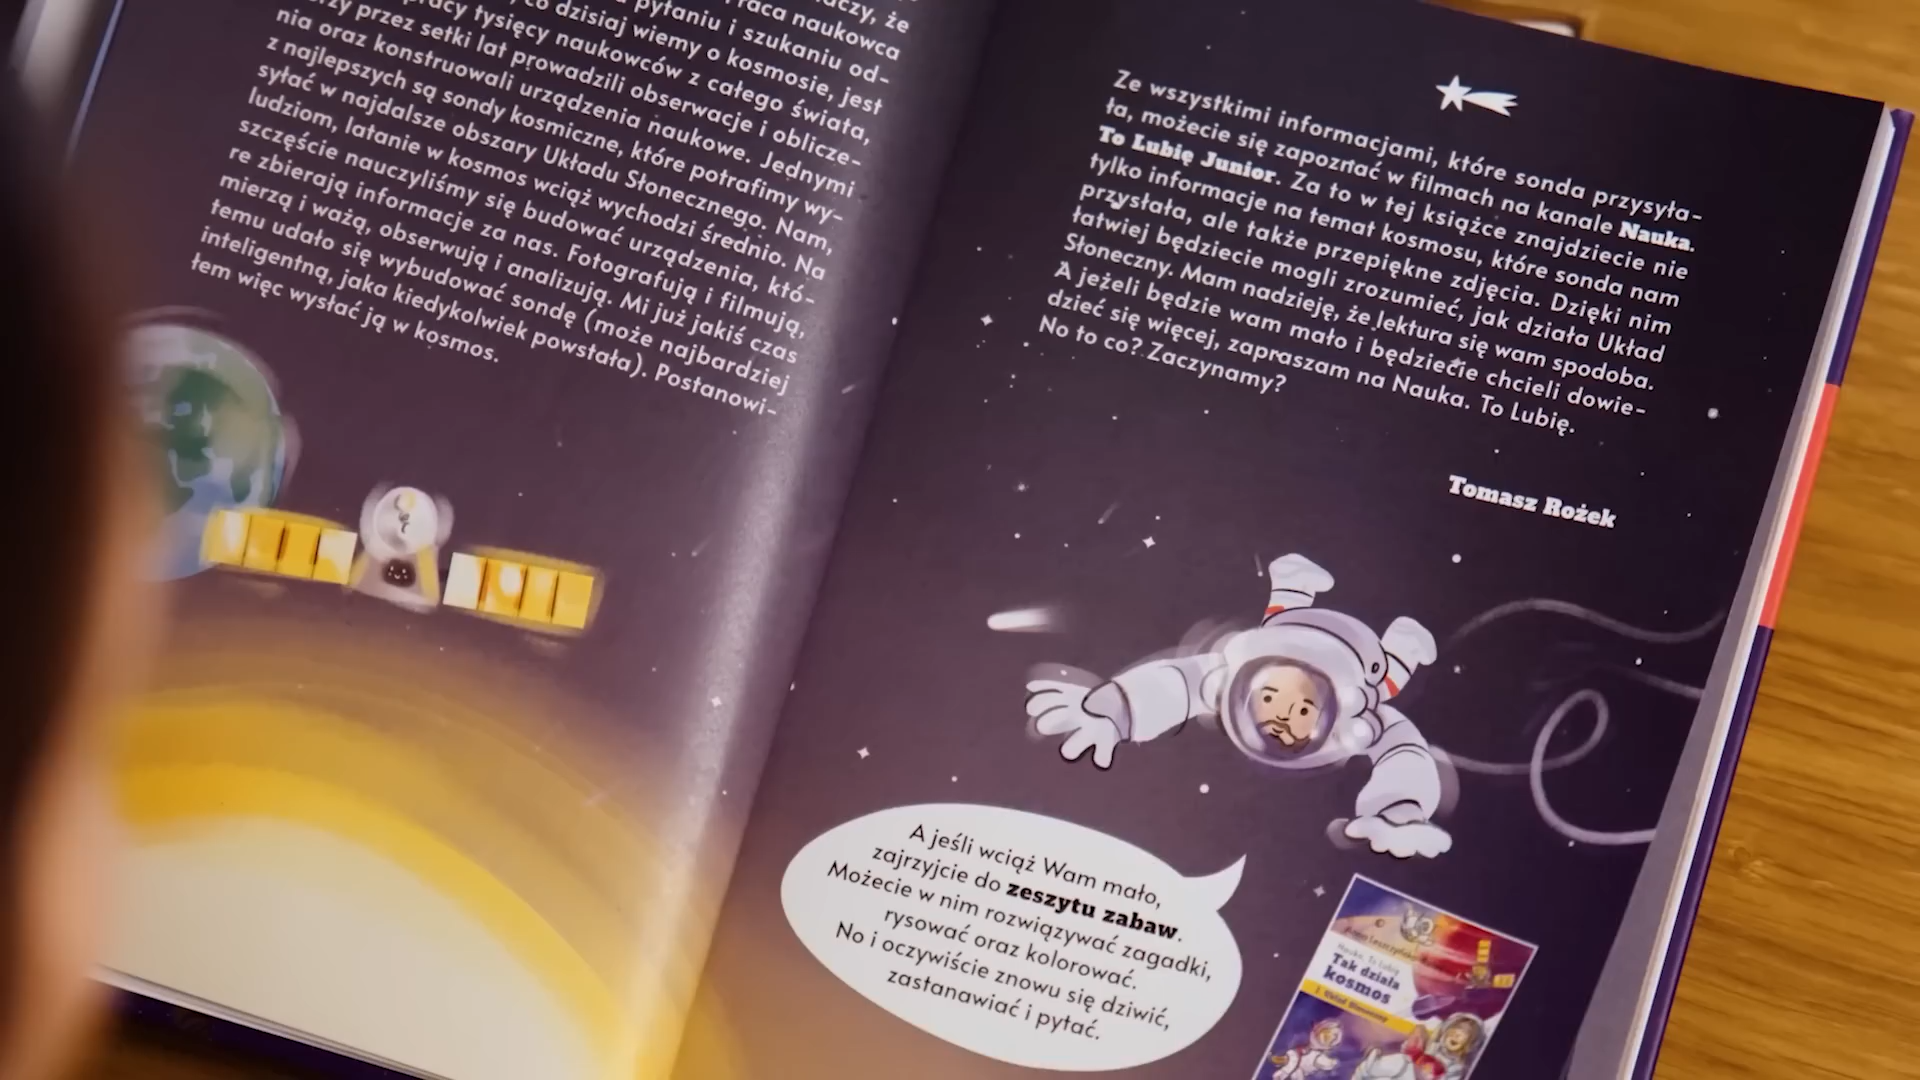 że
pytaniu i szukaniu od-
co dzisiaj wiemy o kosmosie, jest
tysięcy naukowców z całego świata,
przez setki lat prowadzili obserwacje i oblicze-
nia oraz konstruowali urządzenia naukowe. Jednymi
z najlepszych są sondy kosmiczne, które potrafimy wy-
syłać w najdalsze obszary Układu Słonecznego. Nam,
ludziom, latanie w kosmos wciąż wychodzi średnio. Na
szczęście nauczyliśmy się budować urządzenia, któ-
re zbierają informacje za nas. Fotografują i filmują,
mierzą i ważą, obserwują i analizują. Mi już jakiś czas
temu udało się wybudować sondę (może najbardziej
inteligentną, jaka kiedykolwiek powstała). Postanowi-
łem więc wysłać ją w kosmos.
Ze wszystkimi informacjami, które sonda przysyła-
ła, możecie się zapoznać w filmach na kanale Nauka.
To Lubię Junior. Za to w tej książce znajdziecie nie
tylko informacje na temat kosmosu, które sonda nam
przysłała, ale także przepiękne zdjęcia. Dzięki nim
łatwiej będziecie mogli zrozumieć, jak działa Układ
Słoneczny. Mam nadzieję, że lektura się wam spodoba.
A jeżeli będzie wam mało i będziecie chcieli dowie-
dzieć się więcej, zapraszam na Nauka. To Lubię.
No to co? Zaczynamy?
Tomasz Rożek
A jeśli wciąż Wam mało,
zajrzyjcie do zeszytu zabaw.
Możecie w nim rozwiązywać zagadki,
rysować oraz kolorować.
No i oczywiście znowu się dziwić,
zastanawiać i pytać.
Nauka. To Lubię
Tak działa
kosmos